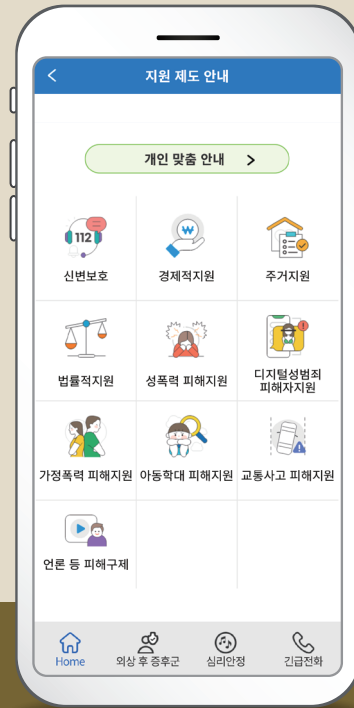 지원 제도 안내
개인 맞춤 안내
112
신변보호
경제적지원
주거지원
법률적지원
성폭력 피해지원
디지털성범죄
피해자지원
가정폭력 피해지원
아동학대 피해지원
교통사고 피해지원
언론 등 피해구제
Home
외상 후 증후군
심리안정
긴급전화